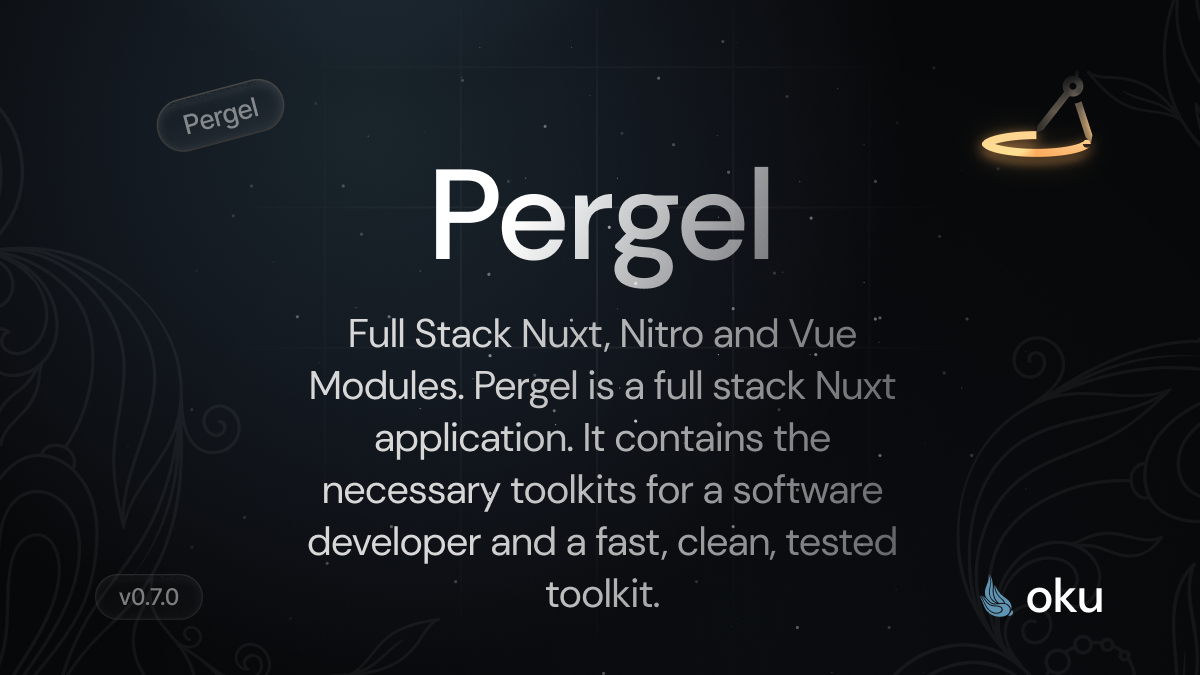 Pergel
Pergel
Full Stack Nuxt, Nitro and Vue
Modules. Pergel is a full stack Nuxt
application. It contains the
necessary toolkits for a software
developer and a fast, clean, tested
toolkit.
v0.7.0
oku